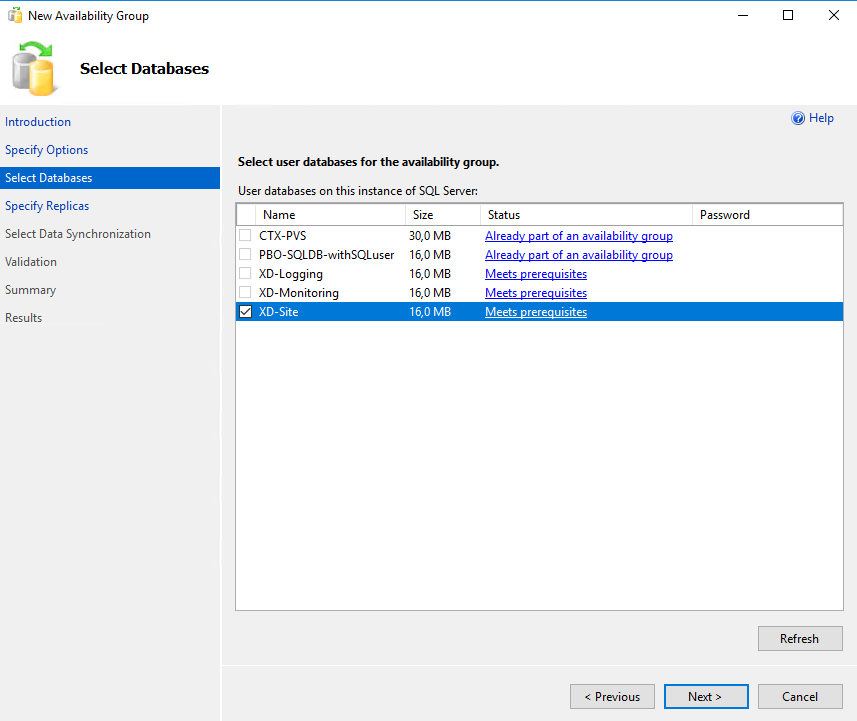 New Availability Group
Select Databases
Introduction
Specify Options
Select Databases
Specify Replicas
Select Data Synchronization
Validation
Summary
Results
Help
Select user databases for the availability group.
User databases on this instance of SQL Server:
Name Size Status Password
CTX-PVS 30,0 MB Already part of an availability group
PBO-SQLDB-withSQLuser 16,0 MB Already part of an availability group
XD-Logging 16,0 MB Meets prerequisites
XD-Monitoring 16,0 MB Meets prerequisites
XD-Site 16,0 MB Meets prerequisites
Refresh
< Previous Next > Cancel